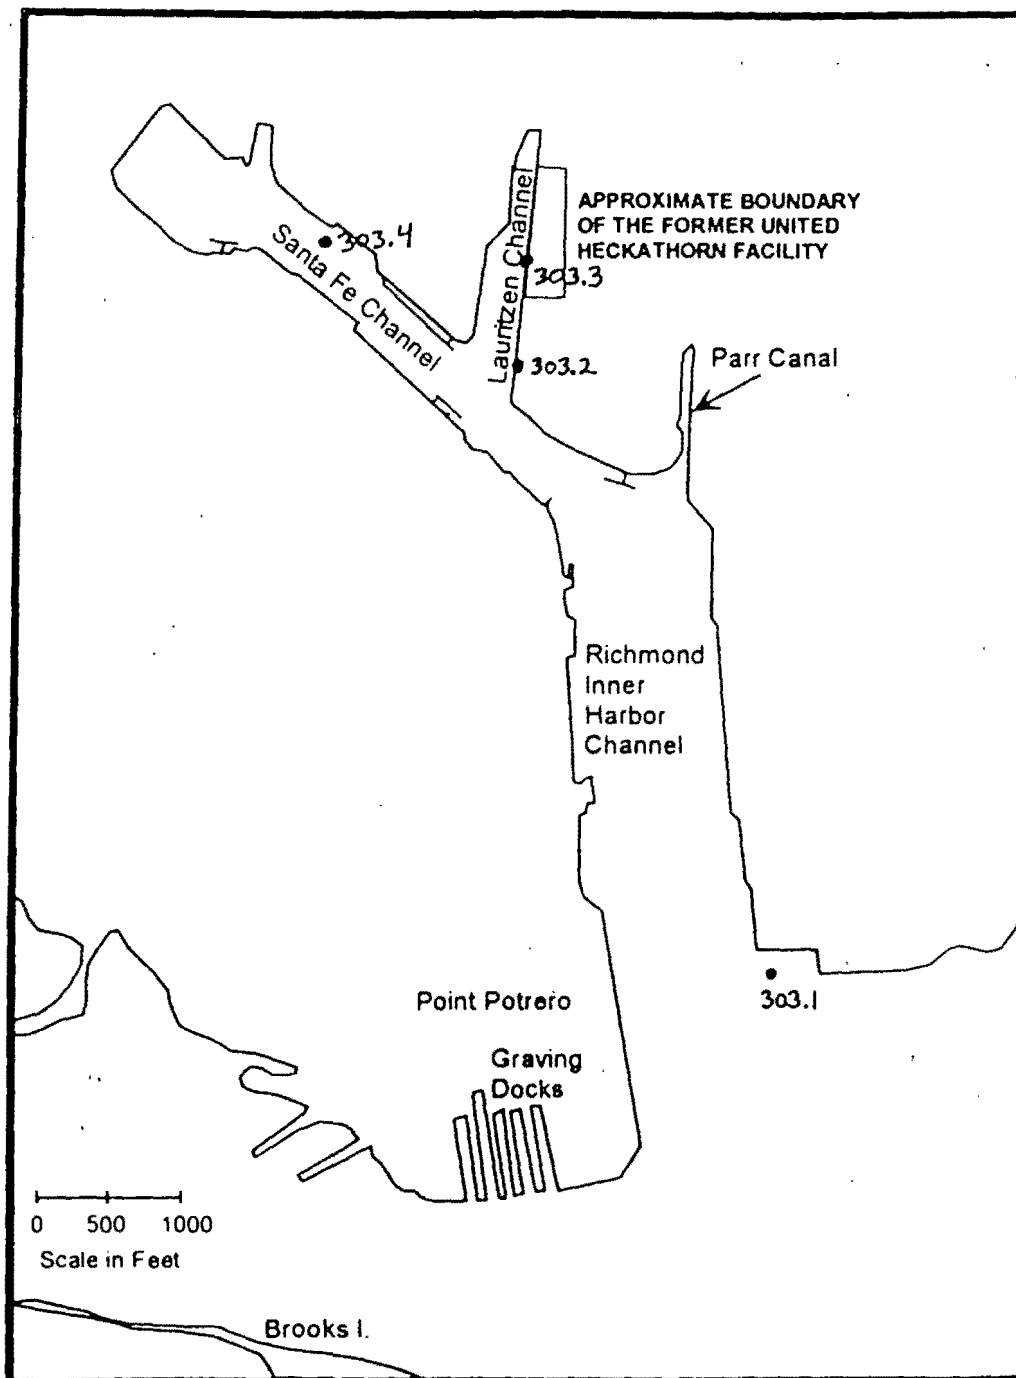 APPROXIMATE BOUNDARY
OF THE FORMER UNITED
HECKATHORN FACILITY
303.4
Santa Fe Channel
Lauritzen Channel
303.3
303.2
Parr Canal
Richmond
Inner
Harbor
Channel
303.1
Point Potrero
Graving
Docks
0 500 1000
Scale in Feet
Brooks I.